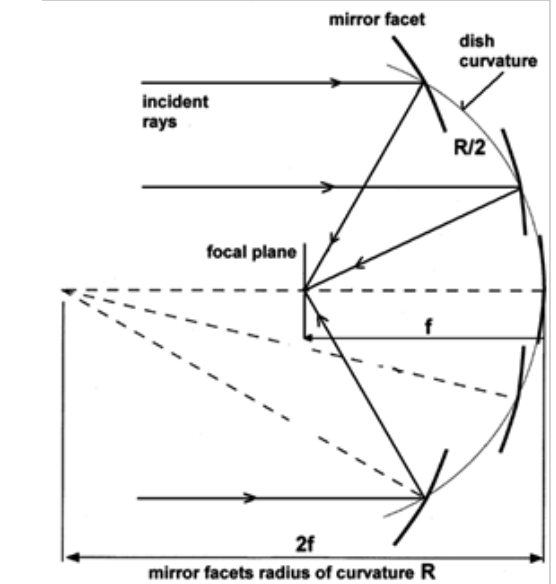 mirror facet
dish
curvature
incident
rays
R/2
focal plane
f
2f
mirror facets radius of curvature R